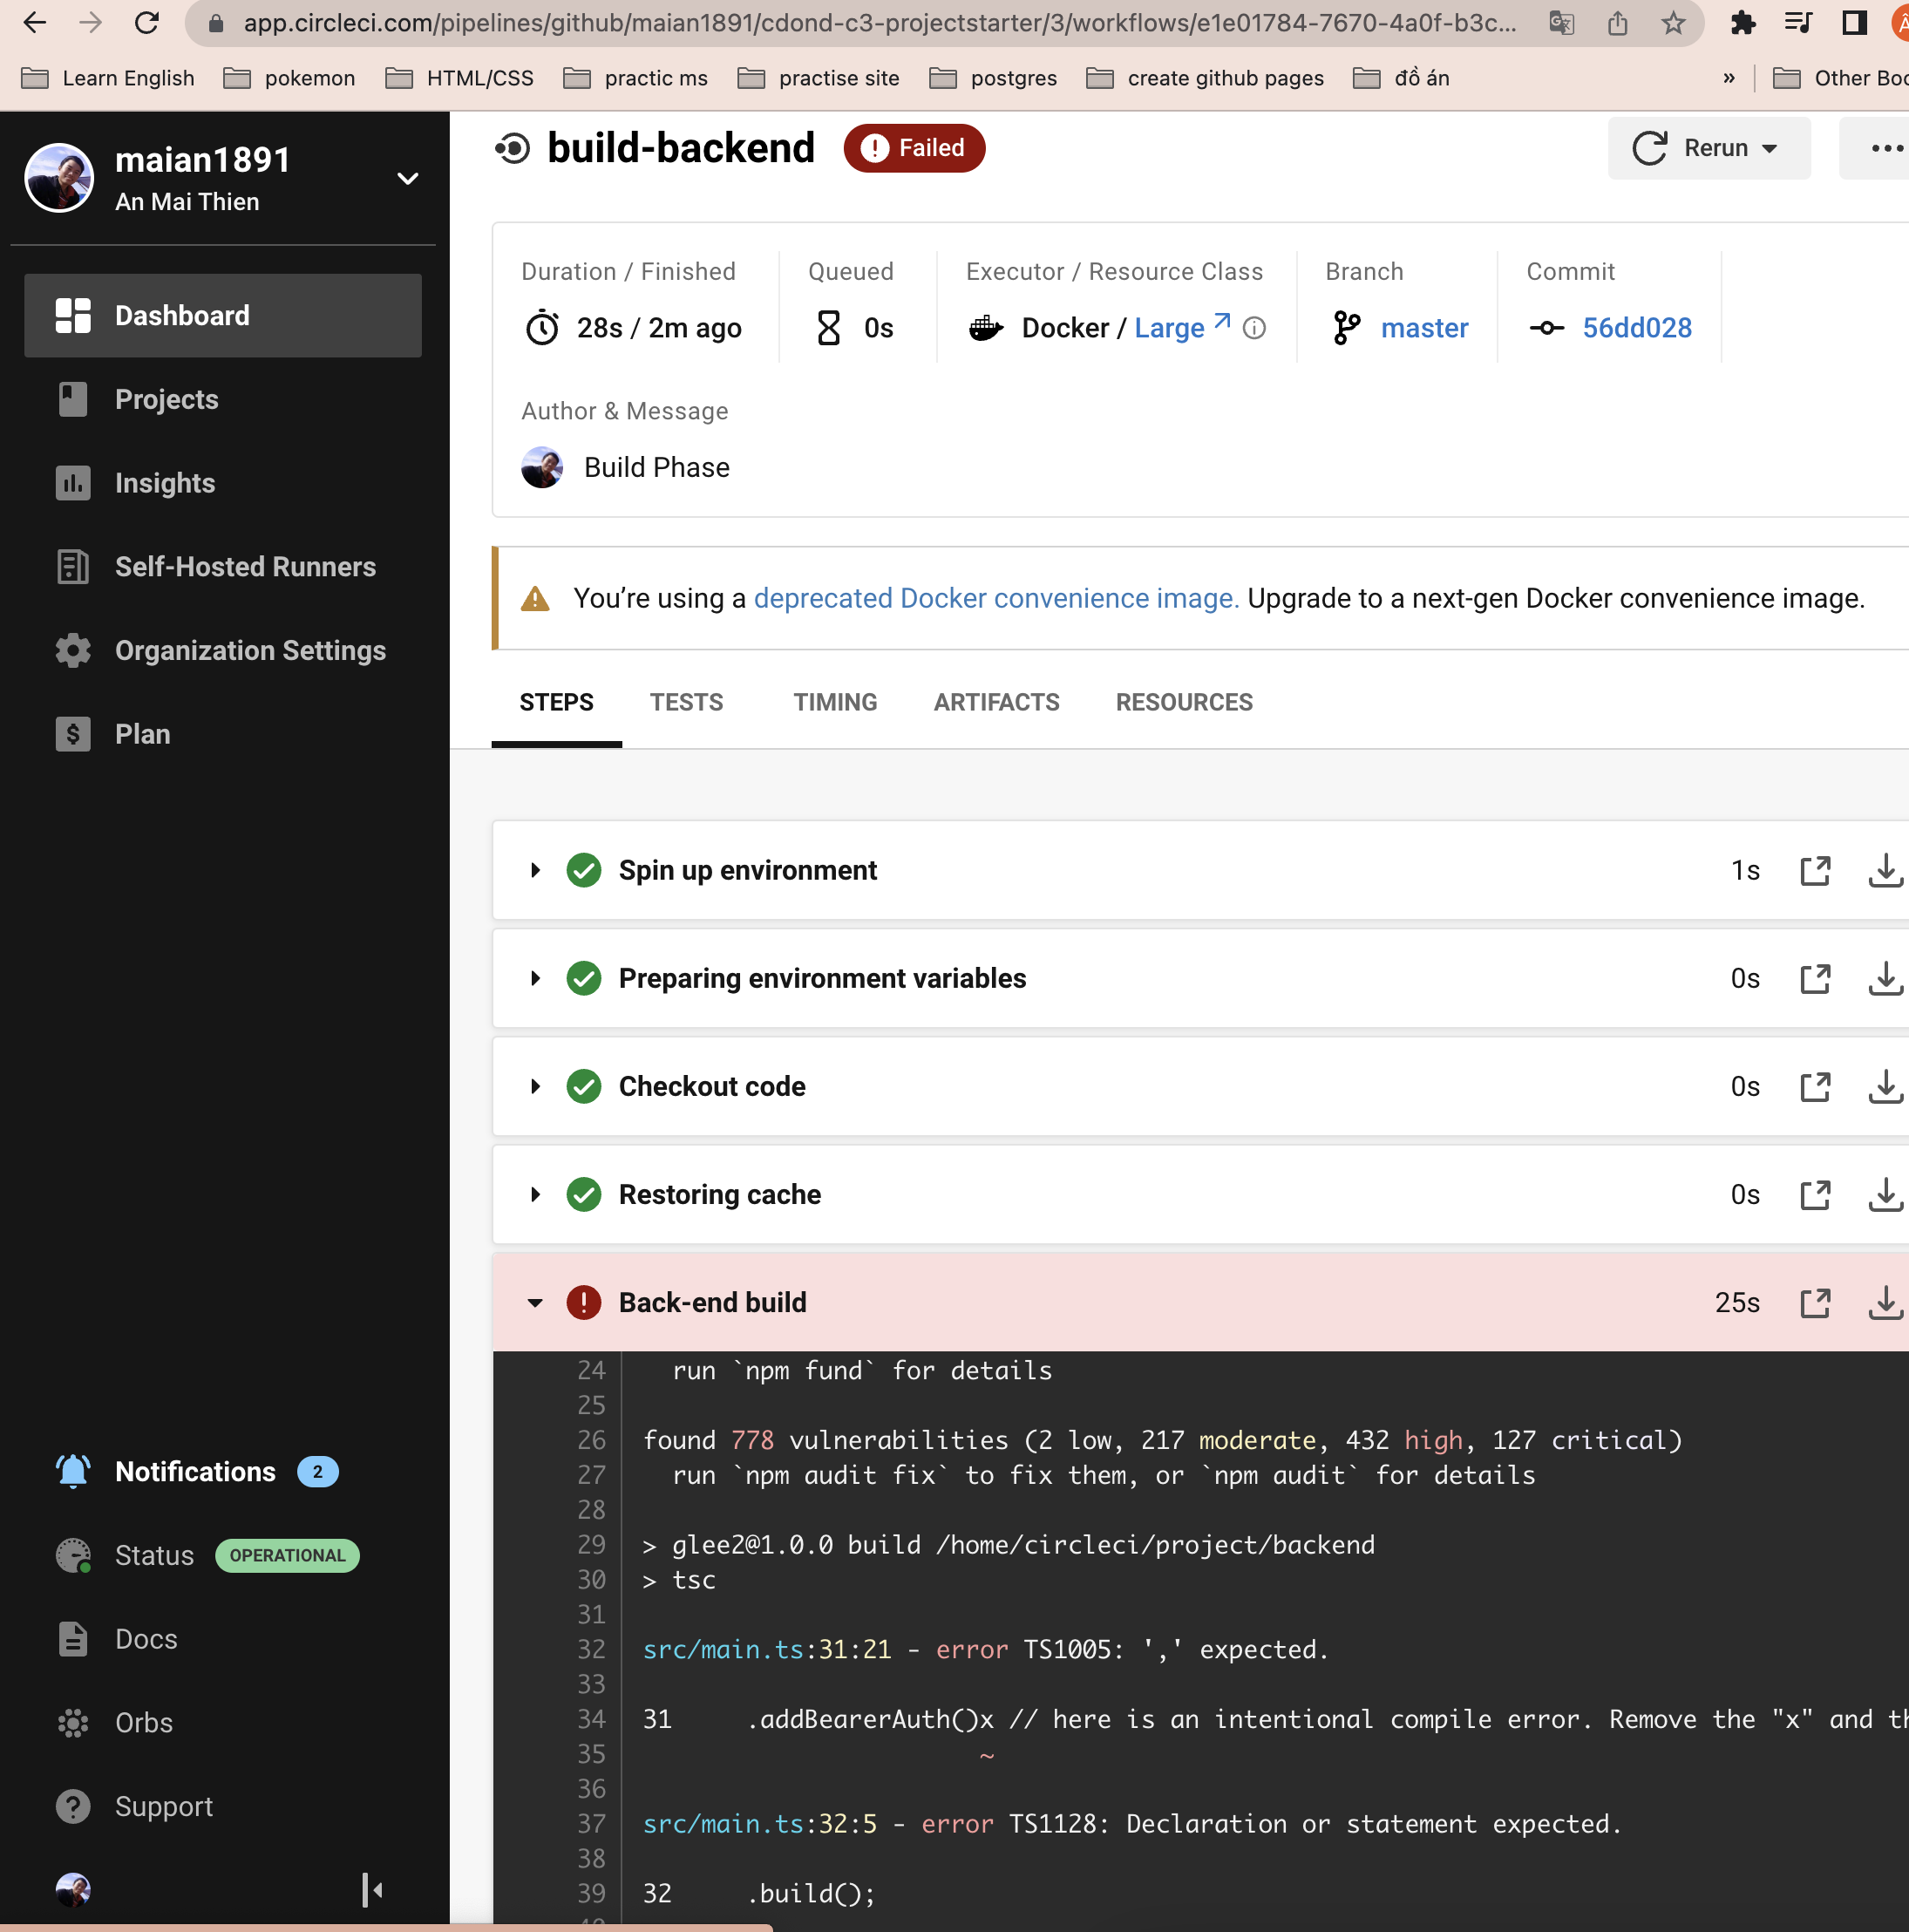 app.circleci.com/pipelines/github/maian1891/cdond-c3-projectstarter/3/workflows/e1e01784-7670-4a0f-b3c...
Learn English pokemon HTML/CSS practic ms practise site postgres create github pages đồ án » Other Boo
maian1891
An Mai Thien
Dashboard
Projects
Insights
Self-Hosted Runners
Organization Settings
Plan
Notifications 2
Status OPERATIONAL
Docs
Orbs
Support
build-backend Failed Rerun
Duration / Finished Queued Executor / Resource Class Branch Commit
28s / 2m ago 0s Docker / Large master 56dd028
Author & Message
Build Phase
You’re using a deprecated Docker convenience image. Upgrade to a next-gen Docker convenience image.
STEPS TESTS TIMING ARTIFACTS RESOURCES
Spin up environment 1s
Preparing environment variables 0s
Checkout code 0s
Restoring cache 0s
Back-end build 25s
24 run `npm fund` for details
25
26 found 778 vulnerabilities (2 low, 217 moderate, 432 high, 127 critical)
27 run `npm audit fix` to fix them, or `npm audit` for details
28
29 > glee2@1.0.0 build /home/circleci/project/backend
30 > tsc
31
32 src/main.ts:31:21 - error TS1005: ',' expected.
33
34 31 .addBearerAuth()x // here is an intentional compile error. Remove the "x" and th
35 ~
36
37 src/main.ts:32:5 - error TS1128: Declaration or statement expected.
38
39 32 .build();